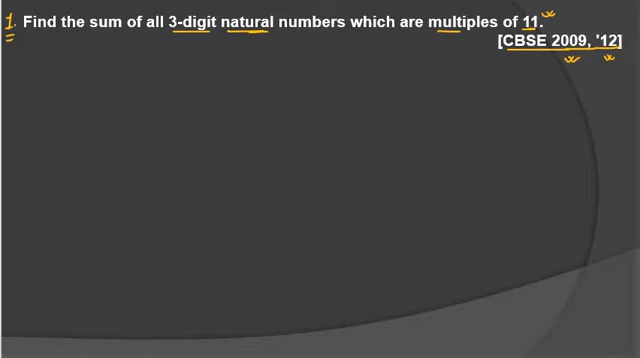 1. Find the sum of all 3-digit natural numbers which are multiples of 11.
[CBSE 2009, '12]